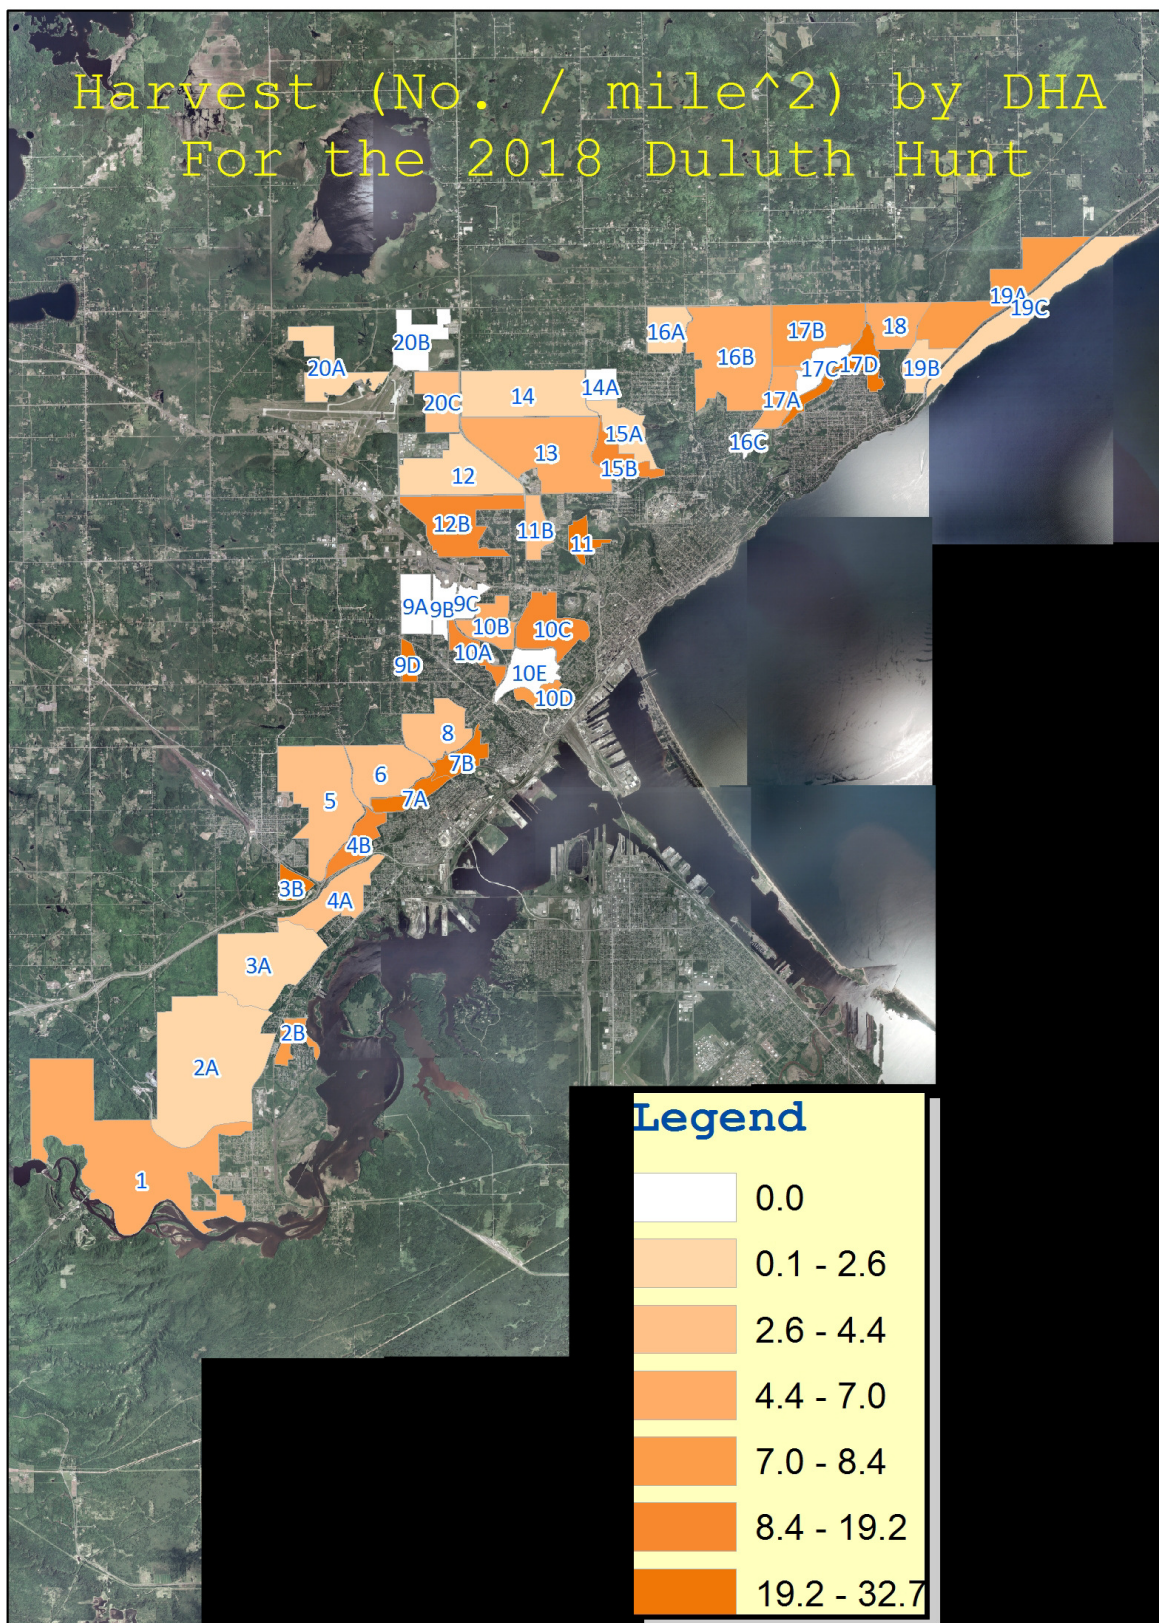 Harvest (No. / mile^2) by DHA
For the 2018 Duluth Hunt
19A
19C
16A
17B
18
20B
20A
16B
17C
17D
19B
14A
20C
14
17A
15A
16C
13
15B
12
12B
11B
11
9A
9B
9C
10B
10C
10A
9D
10E
10D
8
7B
6
5
7A
4B
3B
4A
3A
2B
2A
1
Legend
0.0
0.1 - 2.6
2.6 - 4.4
4.4 - 7.0
7.0 - 8.4
8.4 - 19.2
19.2 - 32.7